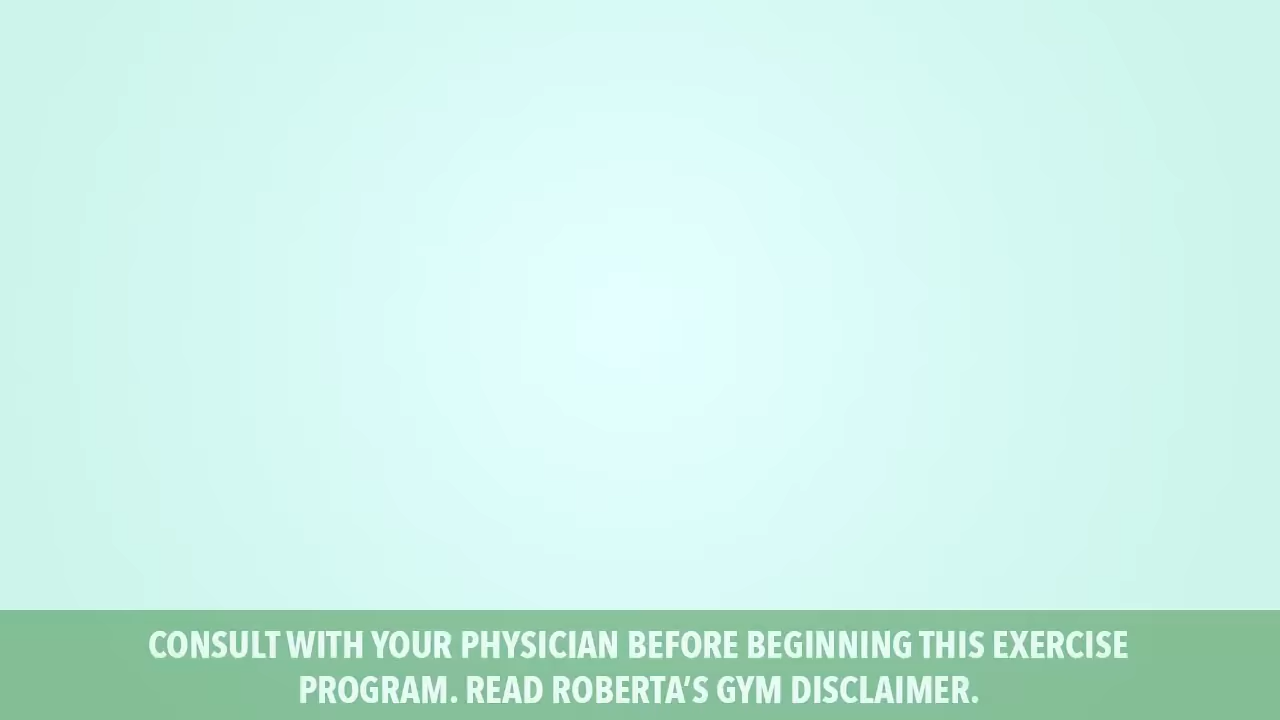 CONSULT WITH YOUR PHYSICIAN BEFORE BEGINNING THIS EXERCISE
PROGRAM. READ ROBERTA’S GYM DISCLAIMER.